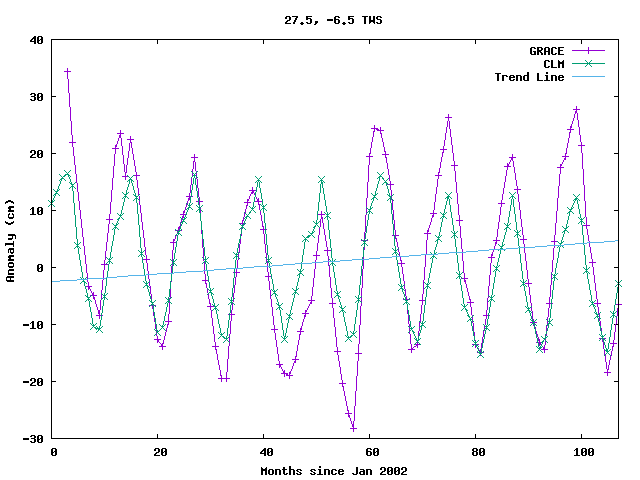 27.5, -6.5 TWS
GRACE
CLM
Trend Line
40
30
20
10
0
-10
-20
-30
Anomaly (cm)
0 20 40 60 80 100
Months since Jan 2002